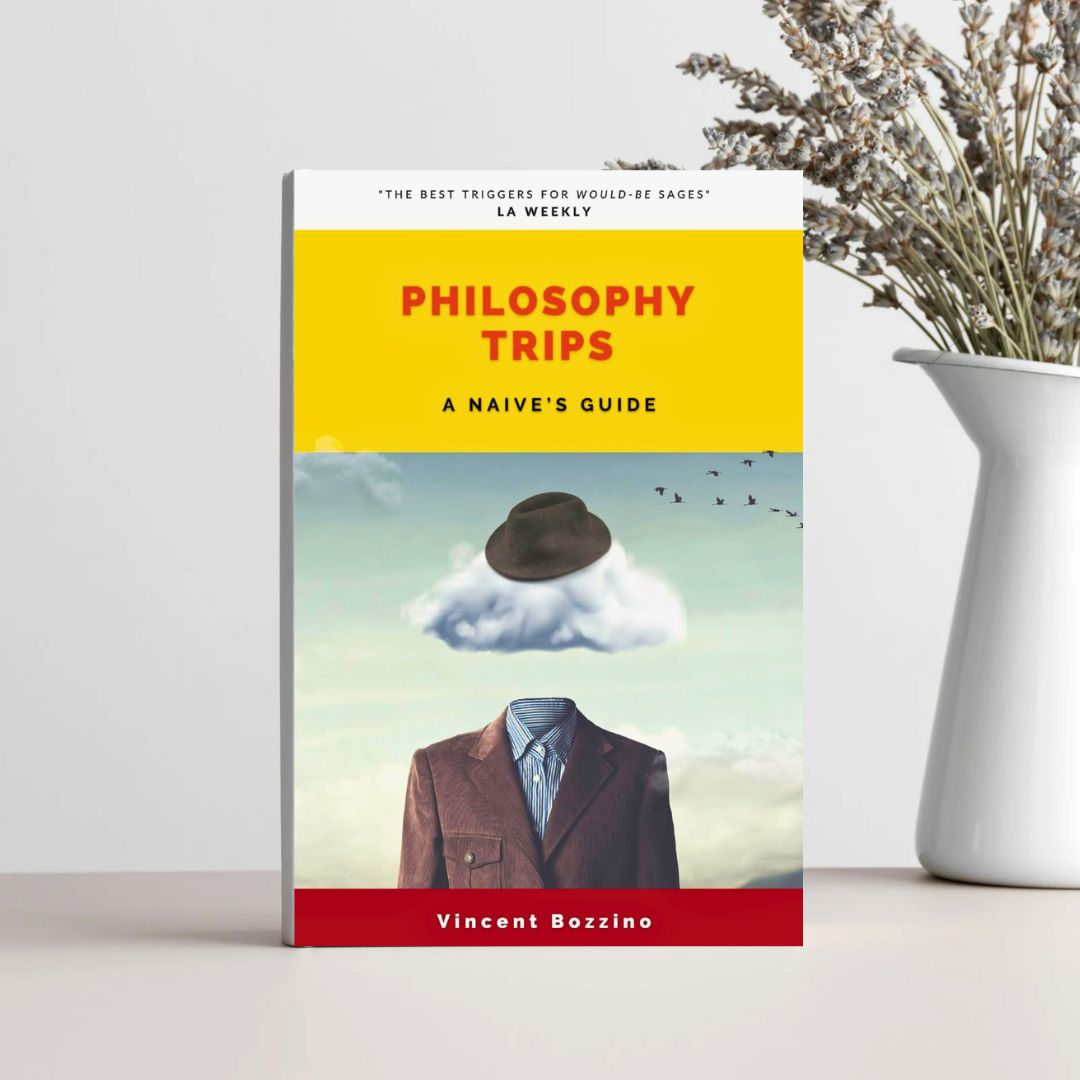 "THE BEST TRIGGERS FOR WOULD-BE SAGES"
LA WEEKLY
PHILOSOPHY
TRIPS
A NAIVE'S GUIDE
Vincent Bozzino